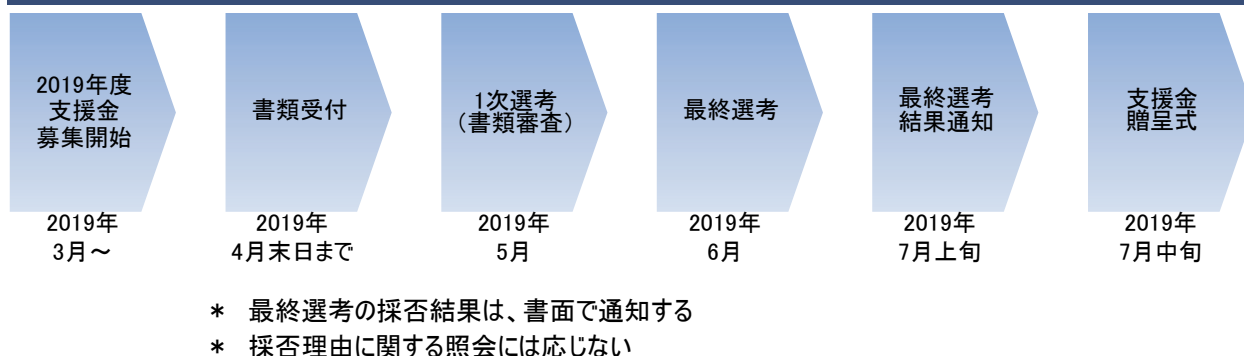 2019年度
支援金
募集開始
書類受付
1次選考
（書類審査）
最終選考
最終選考
結果通知
支援金
贈呈式
2019年
3月～
2019年
4月末日まで
2019年
5月
2019年
6月
2019年
7月上旬
2019年
7月中旬
* 最終選考の採否結果は、書面で通知する
* 採否理由に関する照会には応じない